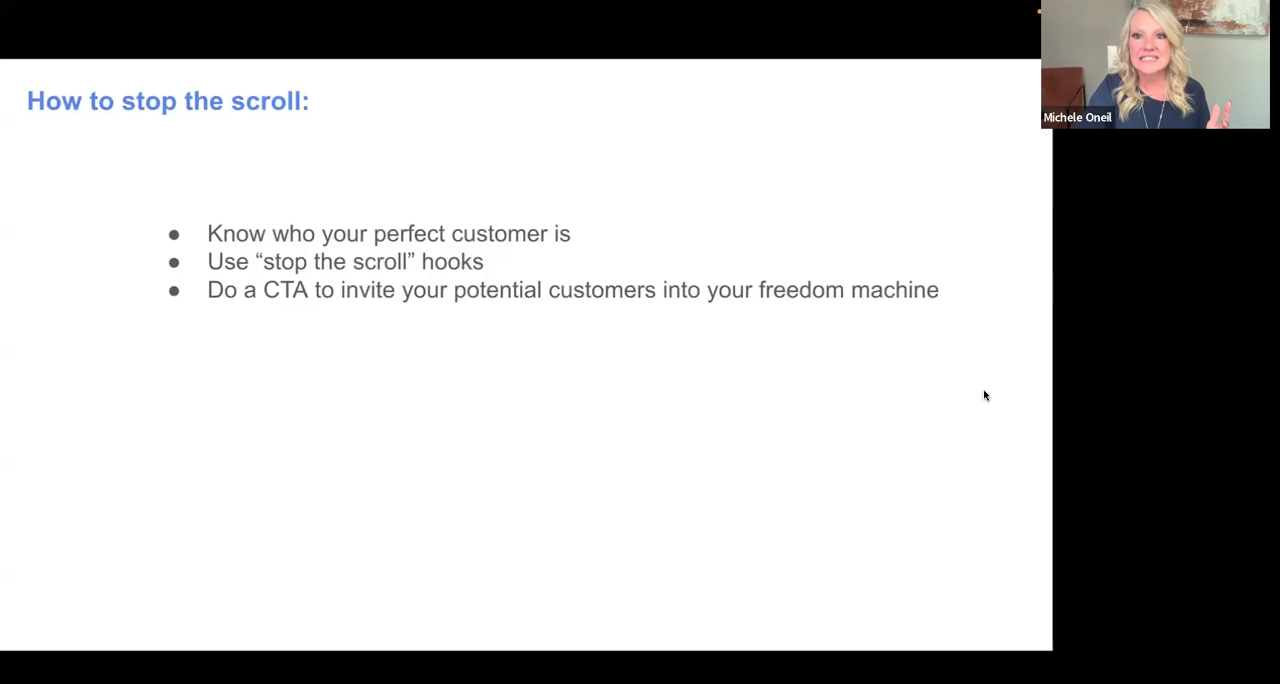 How to stop the scroll:
Michele Oneil
● Know who your perfect customer is
● Use “stop the scroll” hooks
● Do a CTA to invite your potential customers into your freedom machine